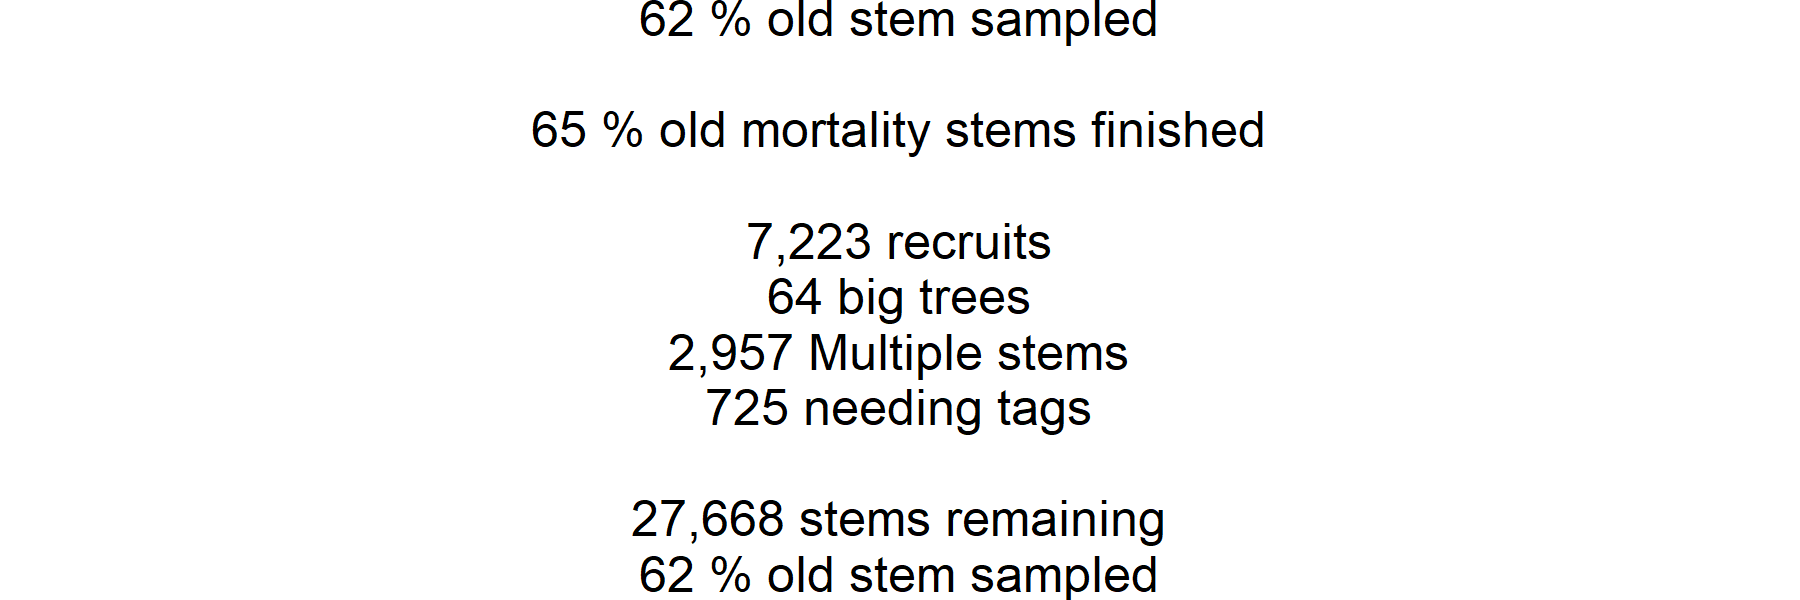 62 % old stem sampled
65 % old mortality stems finished
7,223 recruits
64 big trees
2,957 Multiple stems
725 needing tags
27,668 stems remaining
62 % old stem sampled